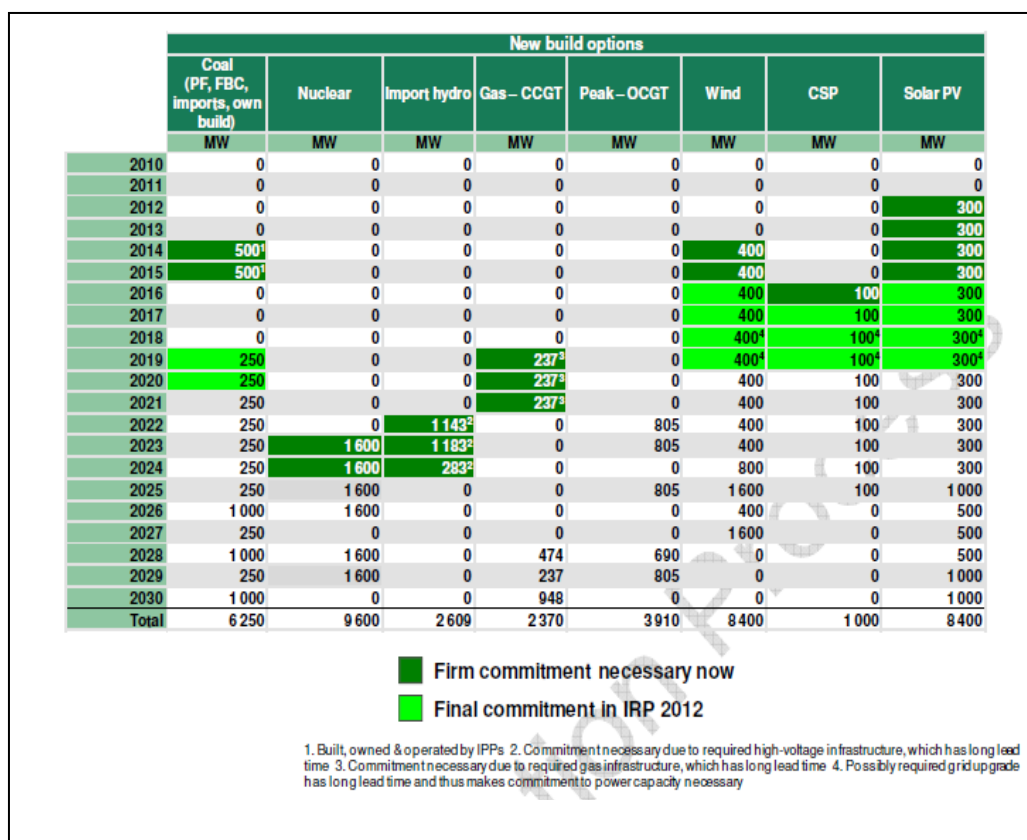 New build options
Coal (PF, FBC, imports, own build) Nuclear Import hydro Gas – CCGT Peak – OCGT Wind CSP Solar PV
MW MW MW MW MW MW MW MW
2010 0 0 0 0 0 0 0 0
2011 0 0 0 0 0 0 0 0
2012 0 0 0 0 0 0 0 300
2013 0 0 0 0 0 0 0 300
2014 500¹ 0 0 0 0 400 0 300
2015 500¹ 0 0 0 0 400 0 300
2016 0 0 0 0 0 400 100 300
2017 0 0 0 0 0 400 100 300
2018 0 0 0 0 0 400⁴ 100⁴ 300⁴
2019 250 0 0 237³ 0 400⁴ 100⁴ 300⁴
2020 250 0 0 237³ 0 400 100 300
2021 250 0 0 237³ 0 400 100 300
2022 250 0 1 143² 0 805 400 100 300
2023 250 1 600 1 183² 0 805 400 100 300
2024 250 1 600 283² 0 0 800 100 300
2025 250 1 600 0 0 805 1 600 100 1 000
2026 1 000 1 600 0 0 0 400 0 500
2027 250 0 0 0 0 1 600 0 500
2028 1 000 1 600 0 474 690 0 0 500
2029 250 1 600 0 237 805 0 0 1 000
2030 1 000 0 0 948 0 0 0 1 000
Total 6 250 9 600 2 609 2 370 3 910 8 400 1 000 8 400
Firm commitment necessary now
Final commitment in IRP 2012
1. Built, owned & operated by IPPs 2. Commitment necessary due to required high-voltage infrastructure, which has long lead
time 3. Commitment necessary due to required gas infrastructure, which has long lead time 4. Possibly required grid upgrade
has long lead time and thus makes commitment to power capacity necessary